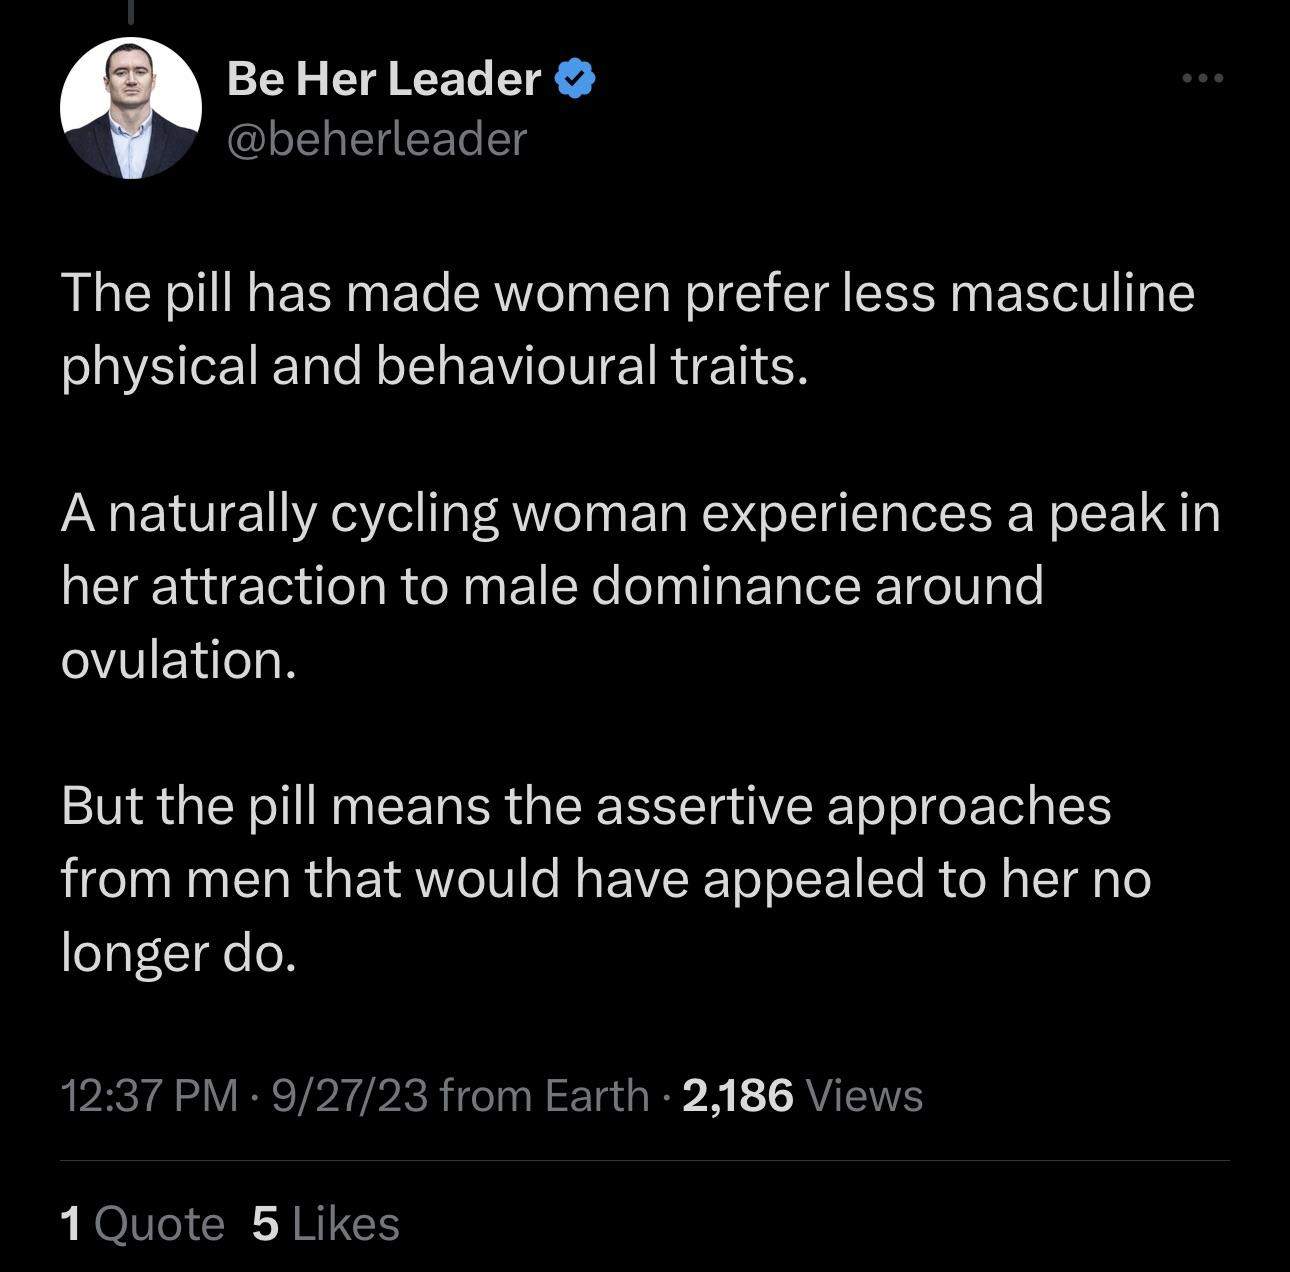 Be Her Leader
@beherleader
The pill has made women prefer less masculine
physical and behavioural traits.
A naturally cycling woman experiences a peak in
her attraction to male dominance around
ovulation.
But the pill means the assertive approaches
from men that would have appealed to her no
longer do.
12:37 PM · 9/27/23 from Earth · 2,186 Views
1 Quote 5 Likes